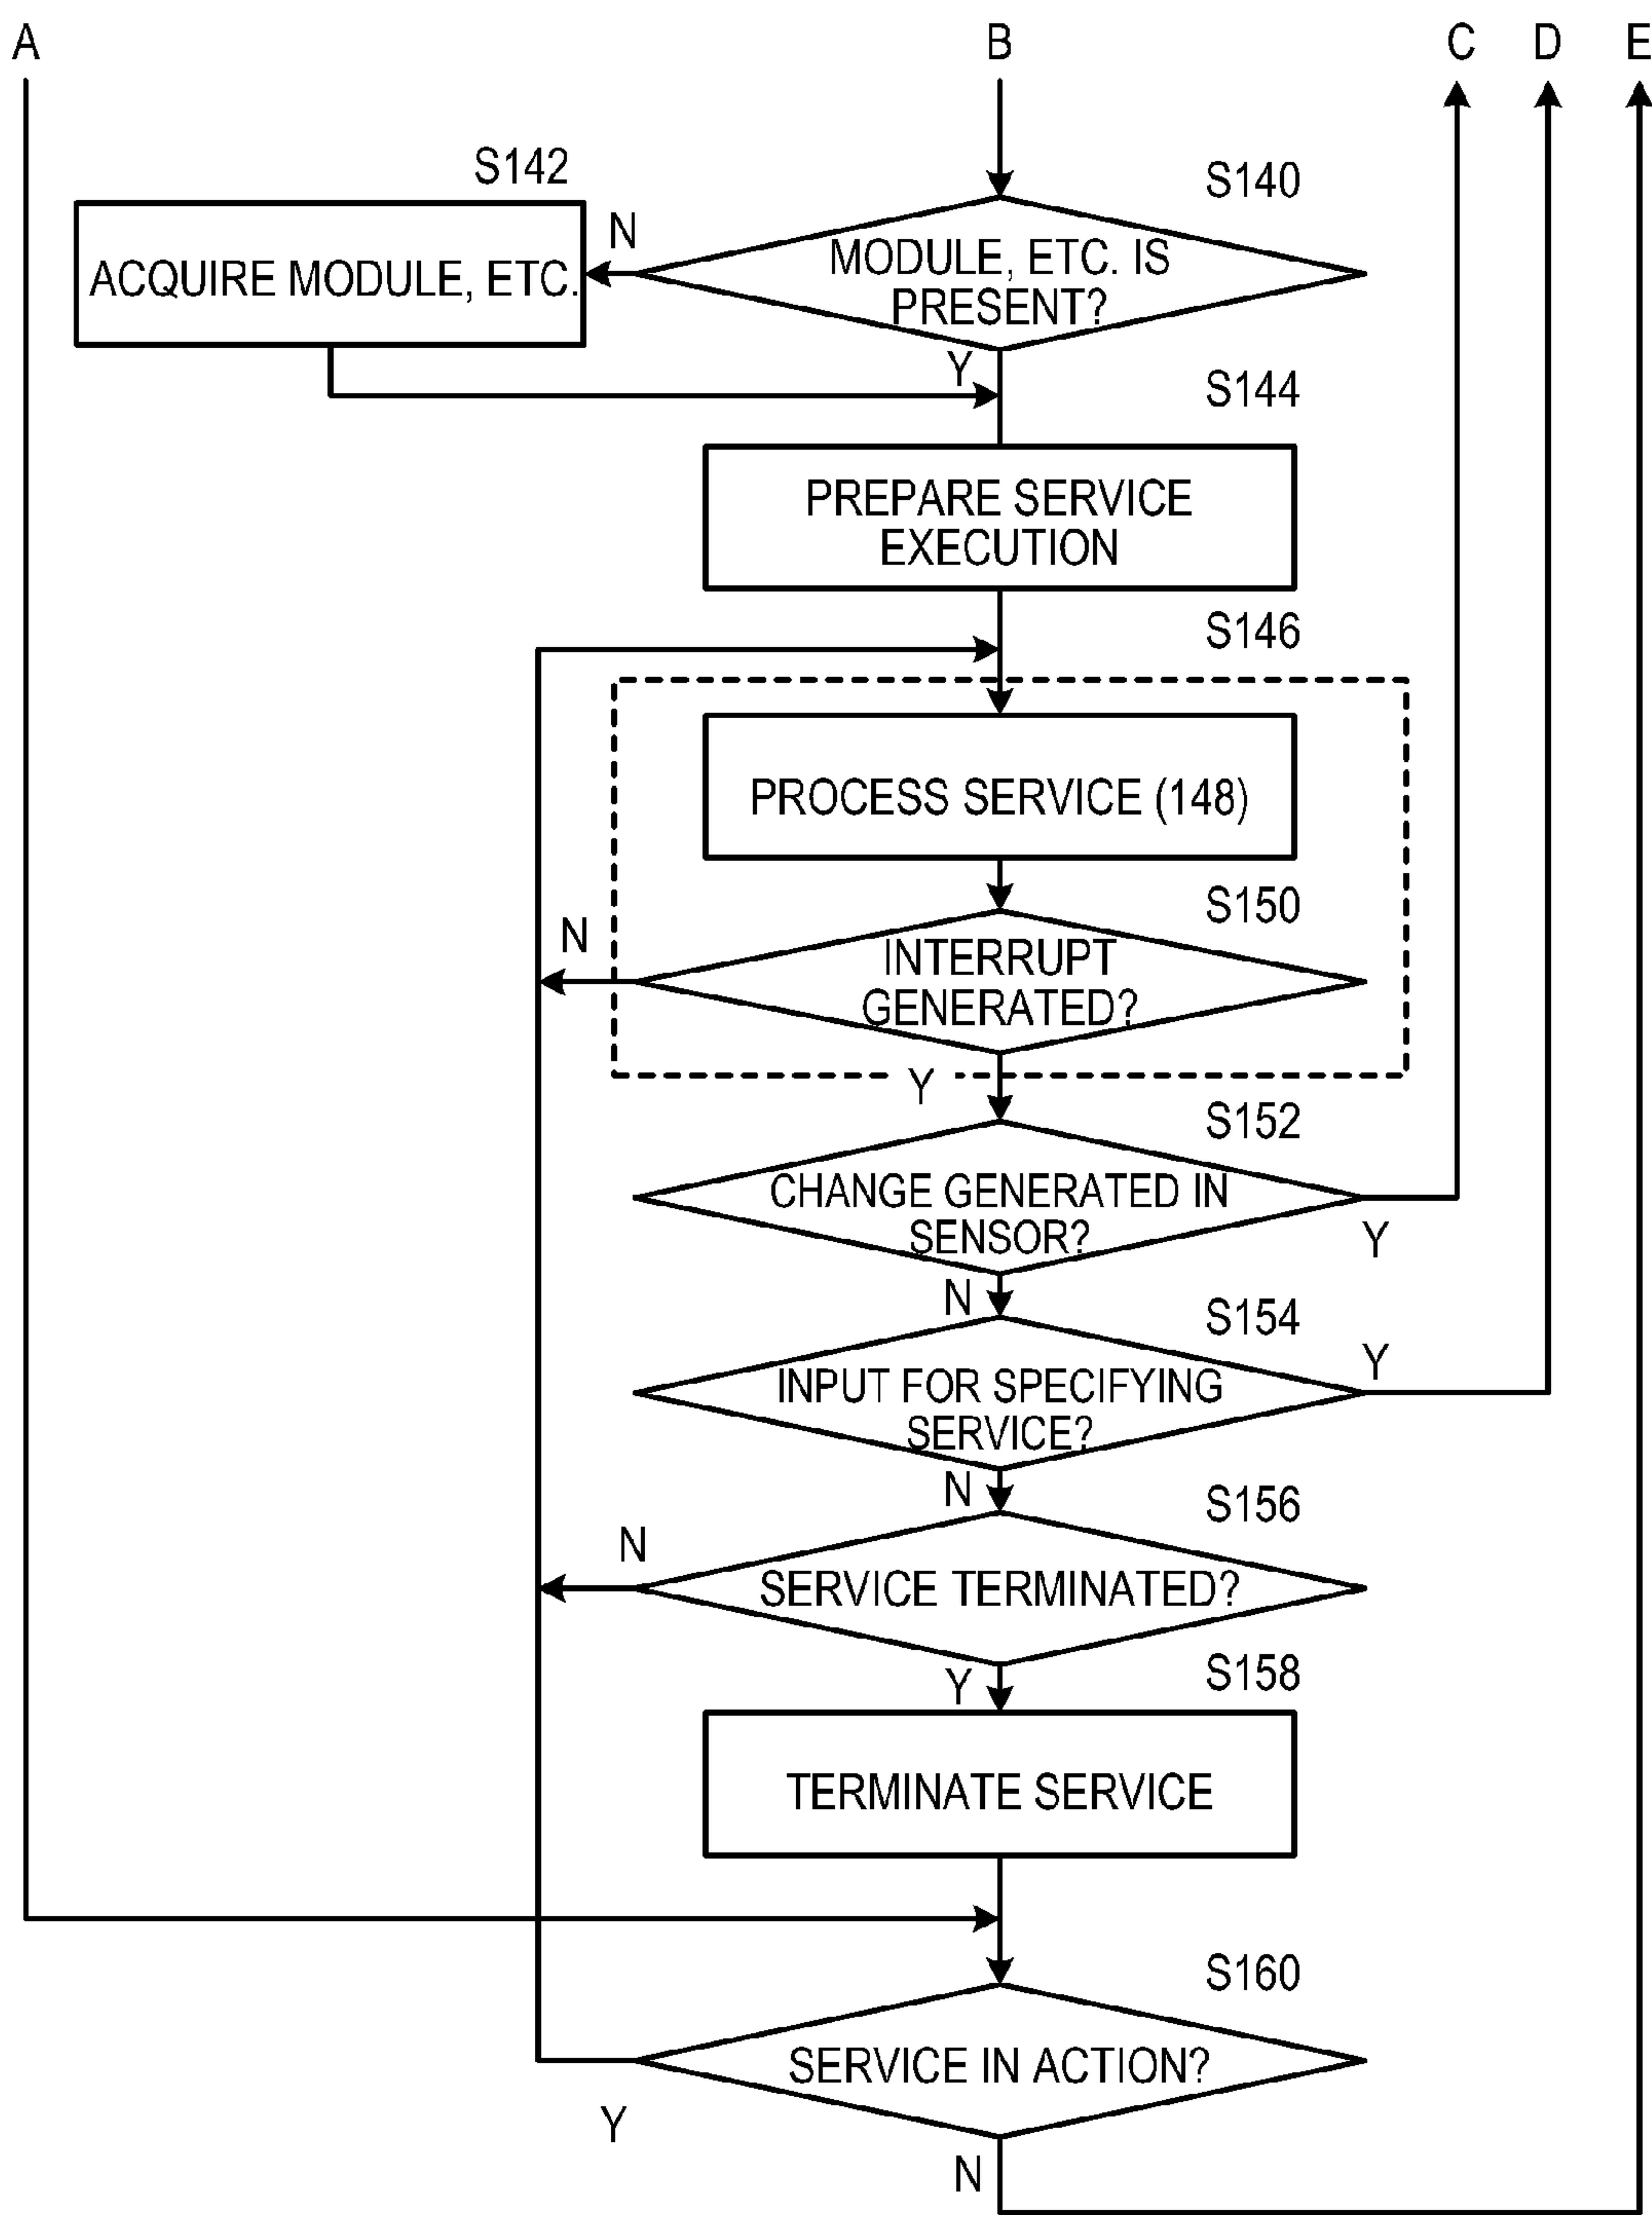 A
B
C
D
E
S142
S140
N
MODULE, ETC. IS
PRESENT?
ACQUIRE MODULE, ETC.
Y
S144
PREPARE SERVICE
EXECUTION
S146
PROCESS SERVICE (148)
S150
N
INTERRUPT
GENERATED?
Y
S152
CHANGE GENERATED IN
SENSOR?
Y
N
S154
Y
INPUT FOR SPECIFYING
SERVICE?
N
S156
N
SERVICE TERMINATED?
Y
S158
TERMINATE SERVICE
S160
SERVICE IN ACTION?
Y
N